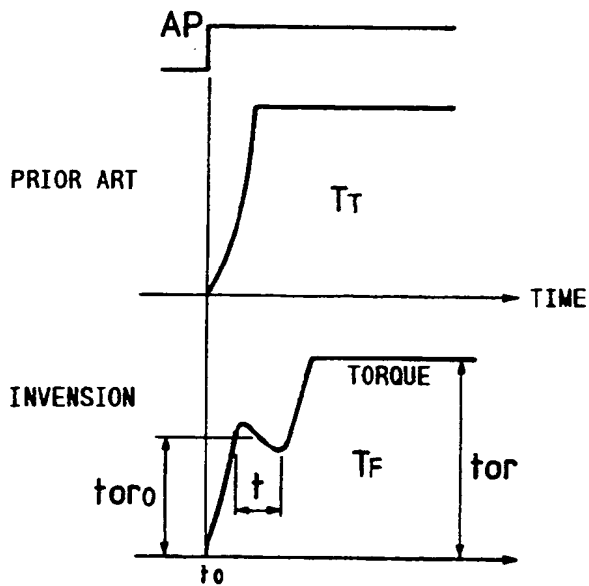 AP
PRIOR ART
TT
TIME
INVENSION
TORQUE
toro
t
TF
tor
to